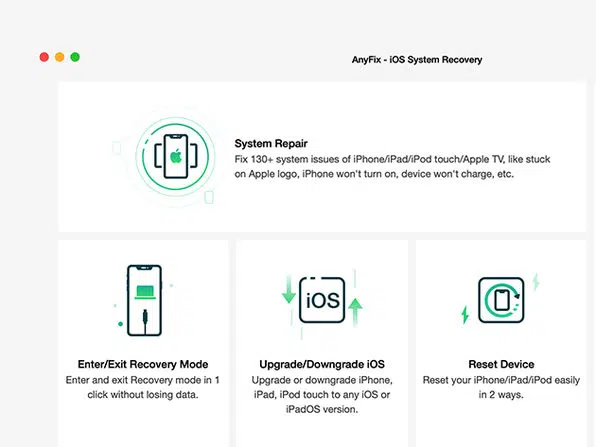 AnyFix - iOS System Recovery
System Repair
Fix 130+ system issues of iPhone/iPad/iPod touch/Apple TV, like stuck
on Apple logo, iPhone won't turn on, device won't charge, etc.
iOS
Enter/Exit Recovery Mode
Enter and exit Recovery mode in 1
click without losing data.
Upgrade/Downgrade iOS
Upgrade or downgrade iPhone,
iPad, iPod touch to any iOS or
iPadOS version.
Reset Device
Reset your iPhone/iPad/iPod easily
in 2 ways.